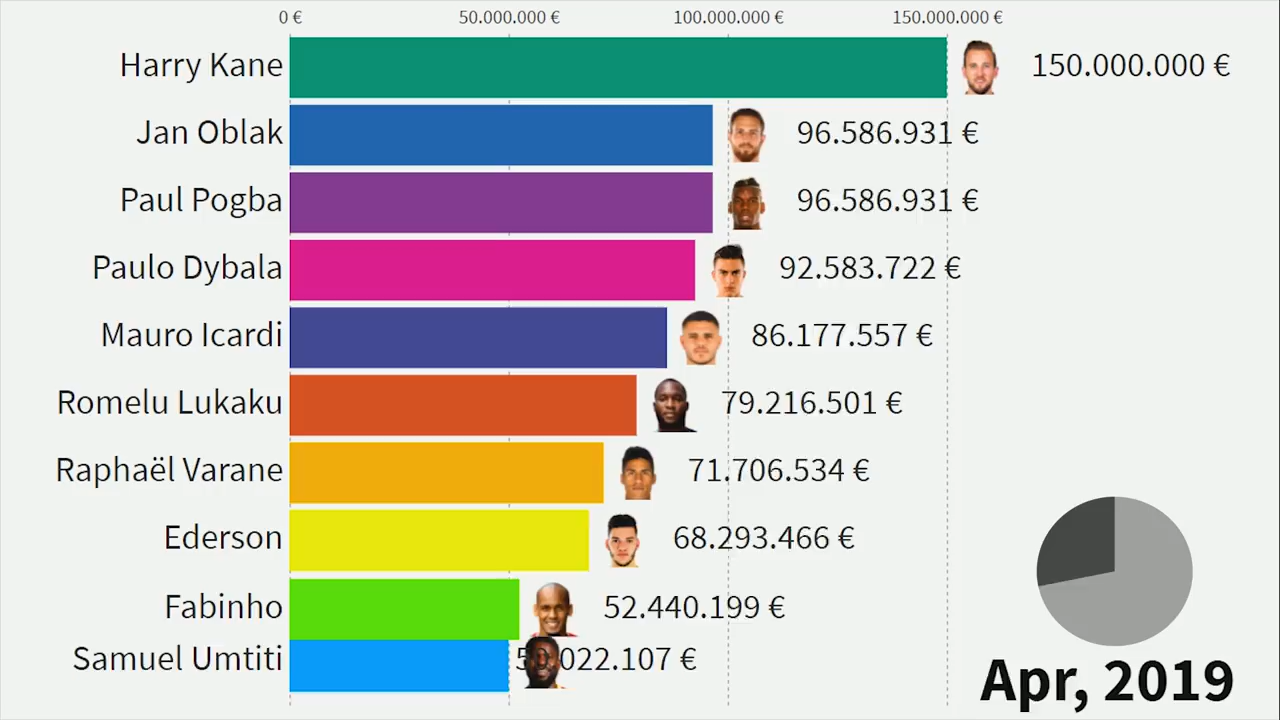 0 € 50.000.000 € 100.000.000 € 150.000.000 €
Harry Kane 150.000.000 €
Jan Oblak 96.586.931 €
Paul Pogba 96.586.931 €
Paulo Dybala 92.583.722 €
Mauro Icardi 86.177.557 €
Romelu Lukaku 79.216.501 €
Raphaël Varane 71.706.534 €
Ederson 68.293.466 €
Fabinho 52.440.199 €
Samuel Umtiti 022.107 €
Apr, 2019